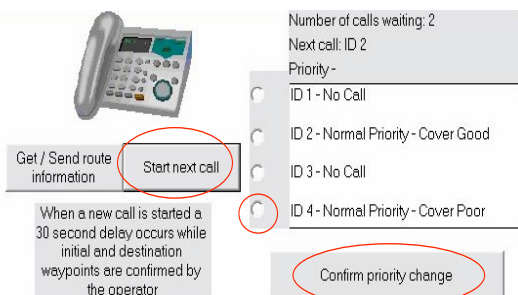 Number of calls waiting: 2
Next call: ID 2
Priority -
ID 1 - No Call
ID 2 - Normal Priority - Cover Good
ID 3 - No Call
ID 4 - Normal Priority - Cover Poor
Get / Send route
information
Start next call
When a new call is started a
30 second delay occurs while
initial and destination
waypoints are confirmed by
the operator
Confirm priority change